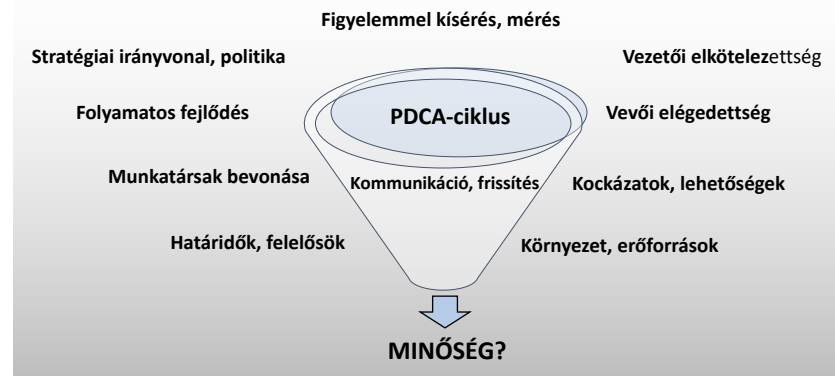 Figyelemmel kísérés, mérés
Stratégiai irányvonal, politika
Vezetői elkötelezettség
Folyamatos fejlődés
PDCA-ciklus
Vevői elégedettség
Munkatársak bevonása
Kommunikáció, frissítés
Kockázatok, lehetőségek
Határidők, felelősök
Környezet, erőforrások
MINŐSÉG?